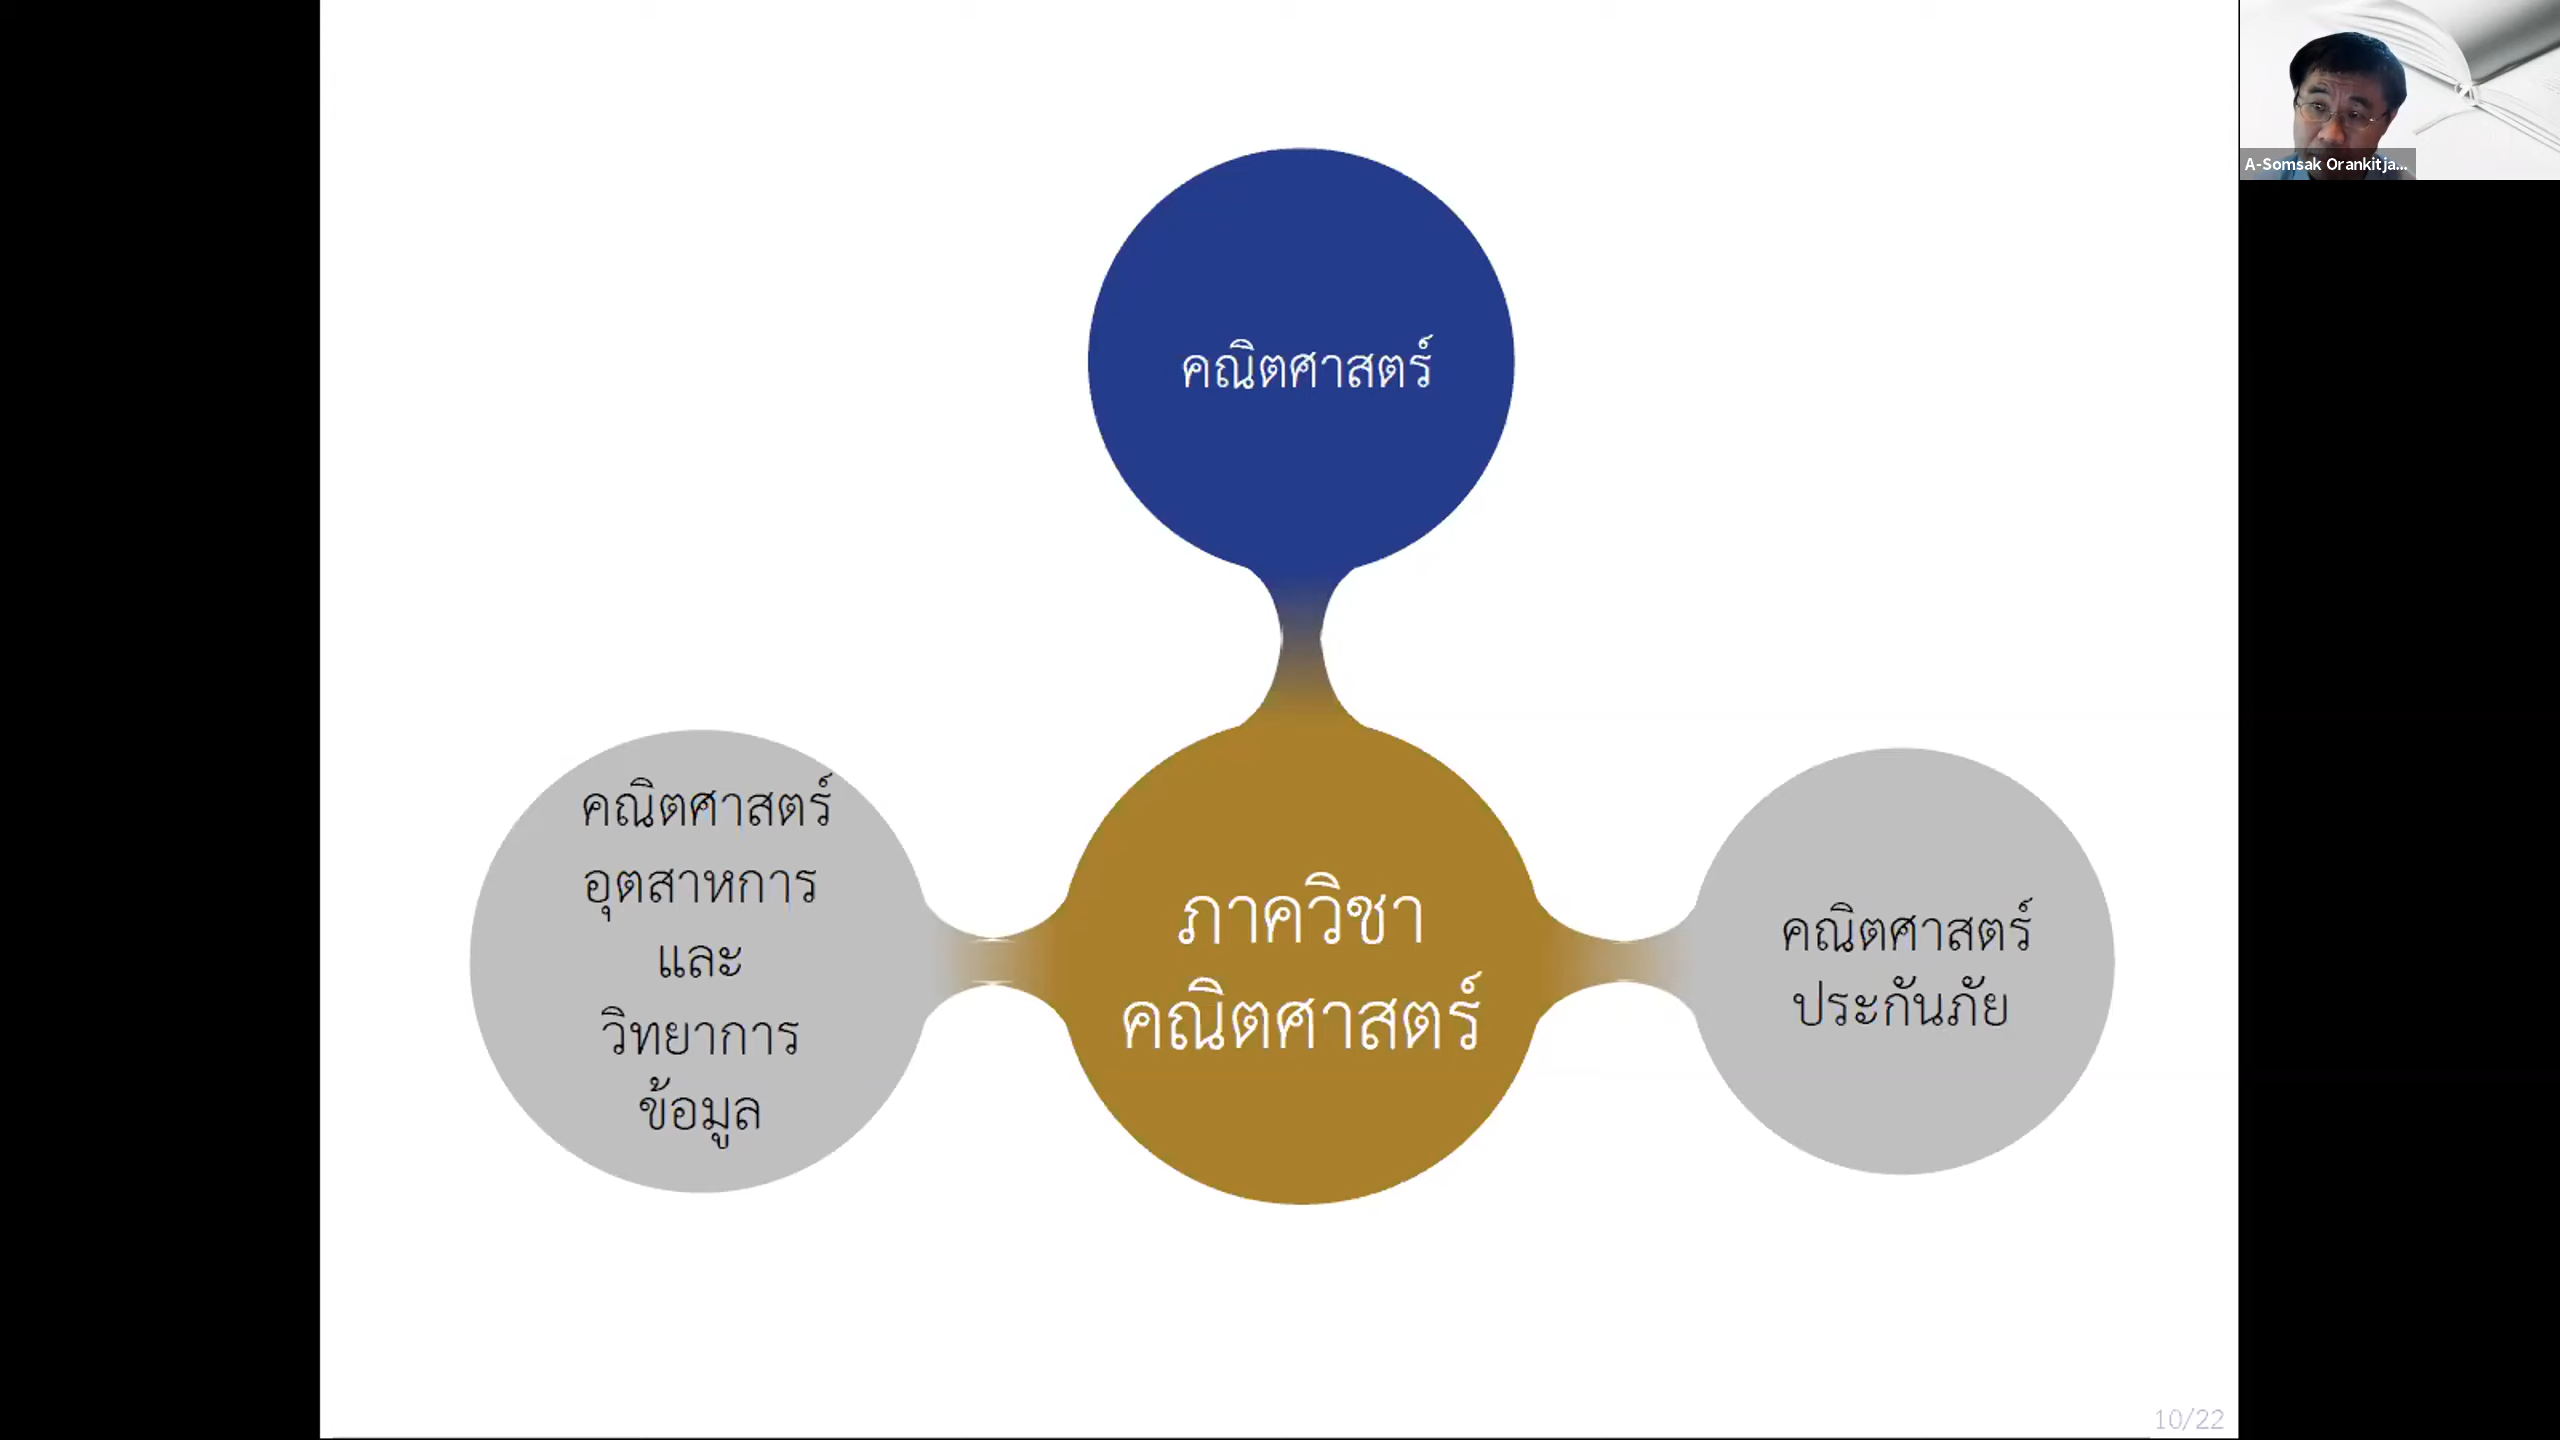 A-Somsak Orankitja...
คณิตศาสตร์
คณิตศาสตร์
อุตสาหการ
และ
วิทยาการ
ข้อมูล
ภาควิชา
คณิตศาสตร์
คณิตศาสตร์
ประกันภัย
10/22